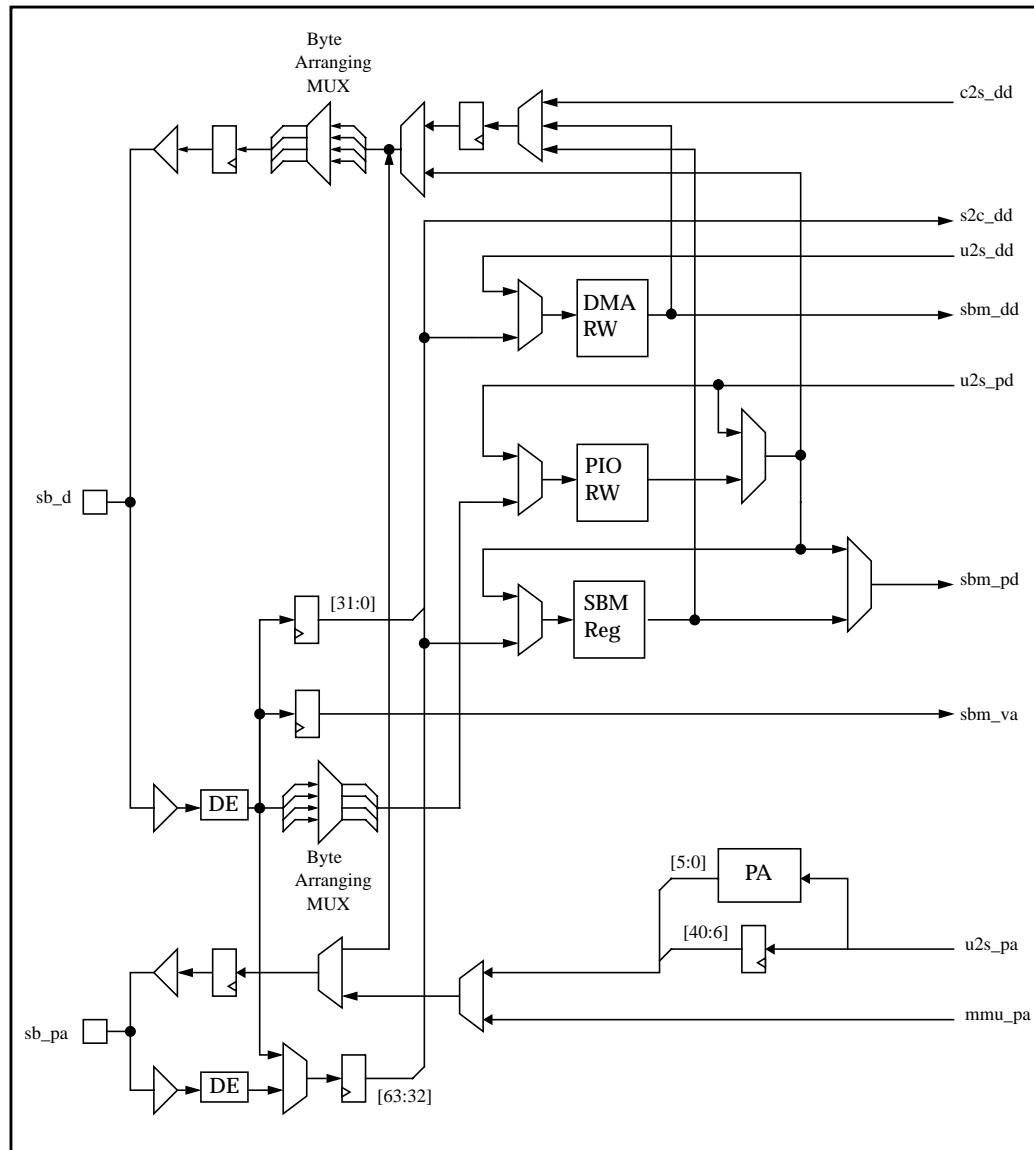 Byte
Arranging
MUX
c2s_dd
s2c_dd
u2s_dd
DMA
RW
sbm_dd
u2s_pd
PIO
RW
sb_d
sbm_pd
[31:0]
SBM
Reg
sbm_va
DE
Byte
Arranging
MUX
[5:0]
PA
[40:6]
u2s_pa
mmu_pa
sb_pa
DE
[63:32]